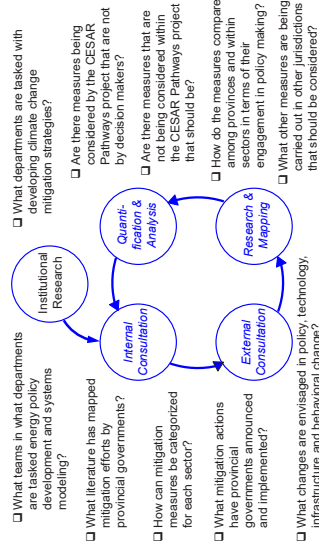 ❑ What teams in what departments
are tasked energy policy
development and systems
modeling?
❑ What literature has mapped
mitigation efforts by
provincial governments?
❑ How can mitigation
measures be categorized
for each sector?
❑ What mitigation actions
have provincial
governments announced
and implemented?
❑ What changes are envisaged in policy, technology,
infrastructure and behavioral change?
Institutional
Research
Internal
Consultation
Quanti-
fication &
Analysis
External
Consultation
Research &
Mapping
❑ What departments are tasked with
developing climate change
mitigation strategies?
❑ Are there measures being
considered by the CESAR
Pathways project that are not
by decision makers?
❑ Are there measures that are
not being considered within
the CESAR Pathways project
that should be?
❑ How do the measures compare
among provinces and within
sectors in terms of their
engagement in policy making?
❑ What other measures are being
carried out in other jurisdictions
that should be considered?